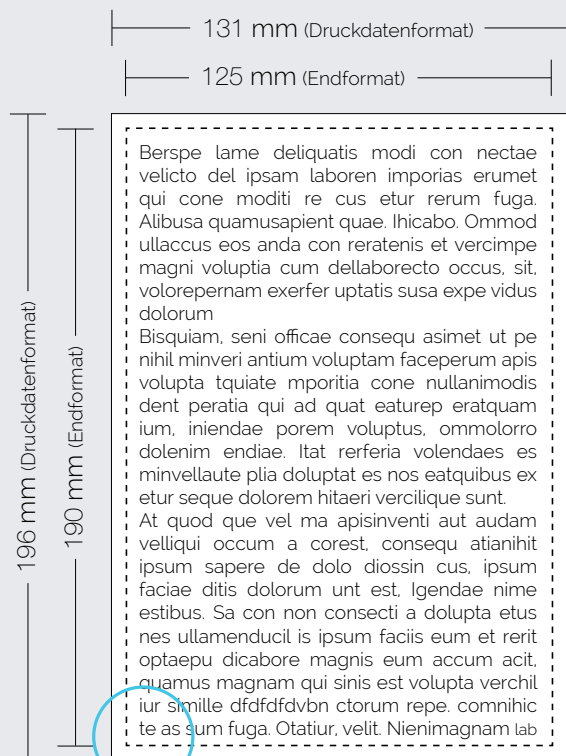 131 mm (Druckdatenformat)
125 mm (Endformat)
196 mm (Druckdatenformat)
190 mm (Endformat)
Berspe lame deliquatis modi con nectae
velicto del ipsam laboren imporias erumet
qui cone moditi re cus etur rerum fuga.
Alibusa quamusapient quae. Ihicabo. Ommod
ullaccus eos anda con reratenis et vercimpe
magni voluptia cum dellaborecto occus, sit,
volorepernam exerfer uptatis susa expe vidus
dolorum
Bisquiam, seni officae consequ asimet ut pe
nihil minveri antium voluptam faceperum apis
volupta tquiate mporitia cone nullanimodis
dent peratia qui ad quat eaturep eratquam
ium, iniendae porem voluptus, ommolorro
dolenim endiae. Itat rerferia volendaes es
minvellaute plia doluptat es nos eatquibus ex
etur seque dolorem hitaeri vercilique sunt.
At quod que vel ma apisinventi aut audam
velliqui occum a corest, consequ atianihit
ipsum sapere de dolo diossin cus, ipsum
faciae ditis dolorum unt est, Igendae nime
estibus. Sa con non consecti a dolupta etus
nes ullamenducil is ipsum faciis eum et rerit
optaepu dicabore magnis eum accum acit,
quamus magnam qui sinis est volupta verchil
iur simille dfdfdfdvbn ctorum repe. comnihic
te as sum fuga. Otatiur, velit. Nienimagnam lab